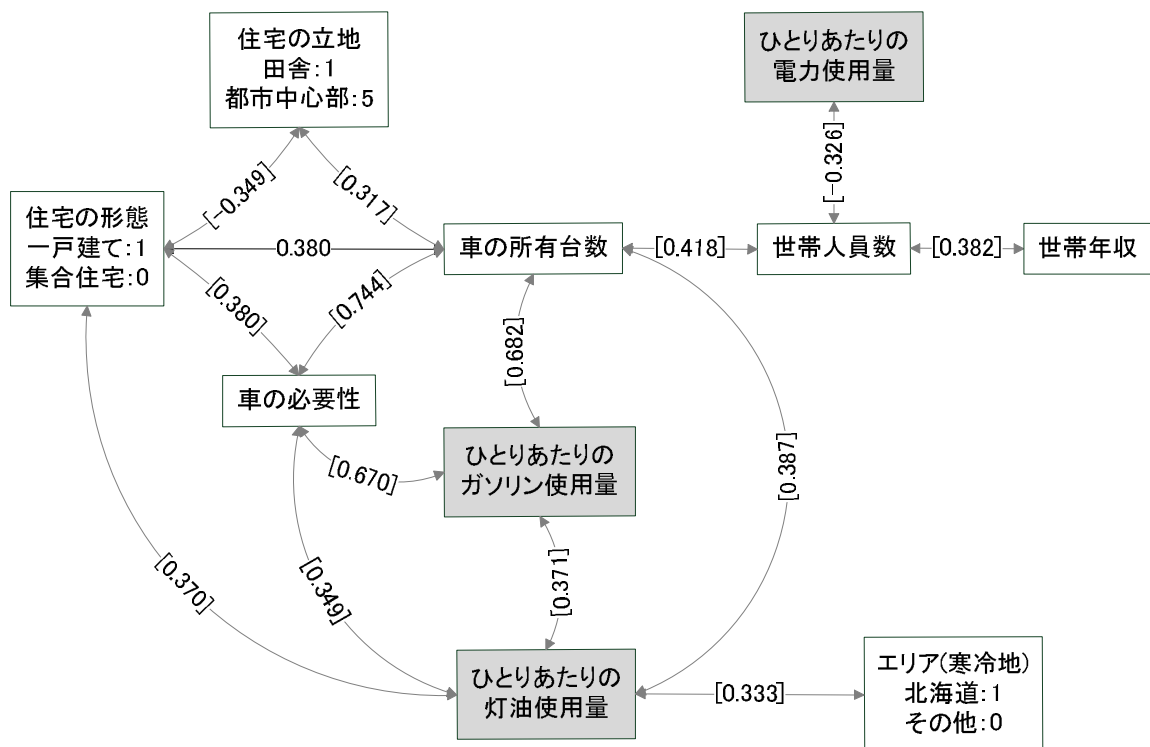 住宅の立地
田舎:1
都市中心部:5
ひとりあたりの
電力使用量
[-0.326]
[-0.349]
[0.317]
住宅の形態
一戸建て:1
集合住宅:0
0.380
車の所有台数
[0.418]
世帯人員数
[0.382]
世帯年収
[0.380]
[0.744]
[0.682]
車の必要性
[0.670]
ひとりあたりの
ガソリン使用量
[0.387]
[0.370]
[0.349]
[0.371]
ひとりあたりの
灯油使用量
[0.333]
エリア(寒冷地)
北海道:1
その他:0